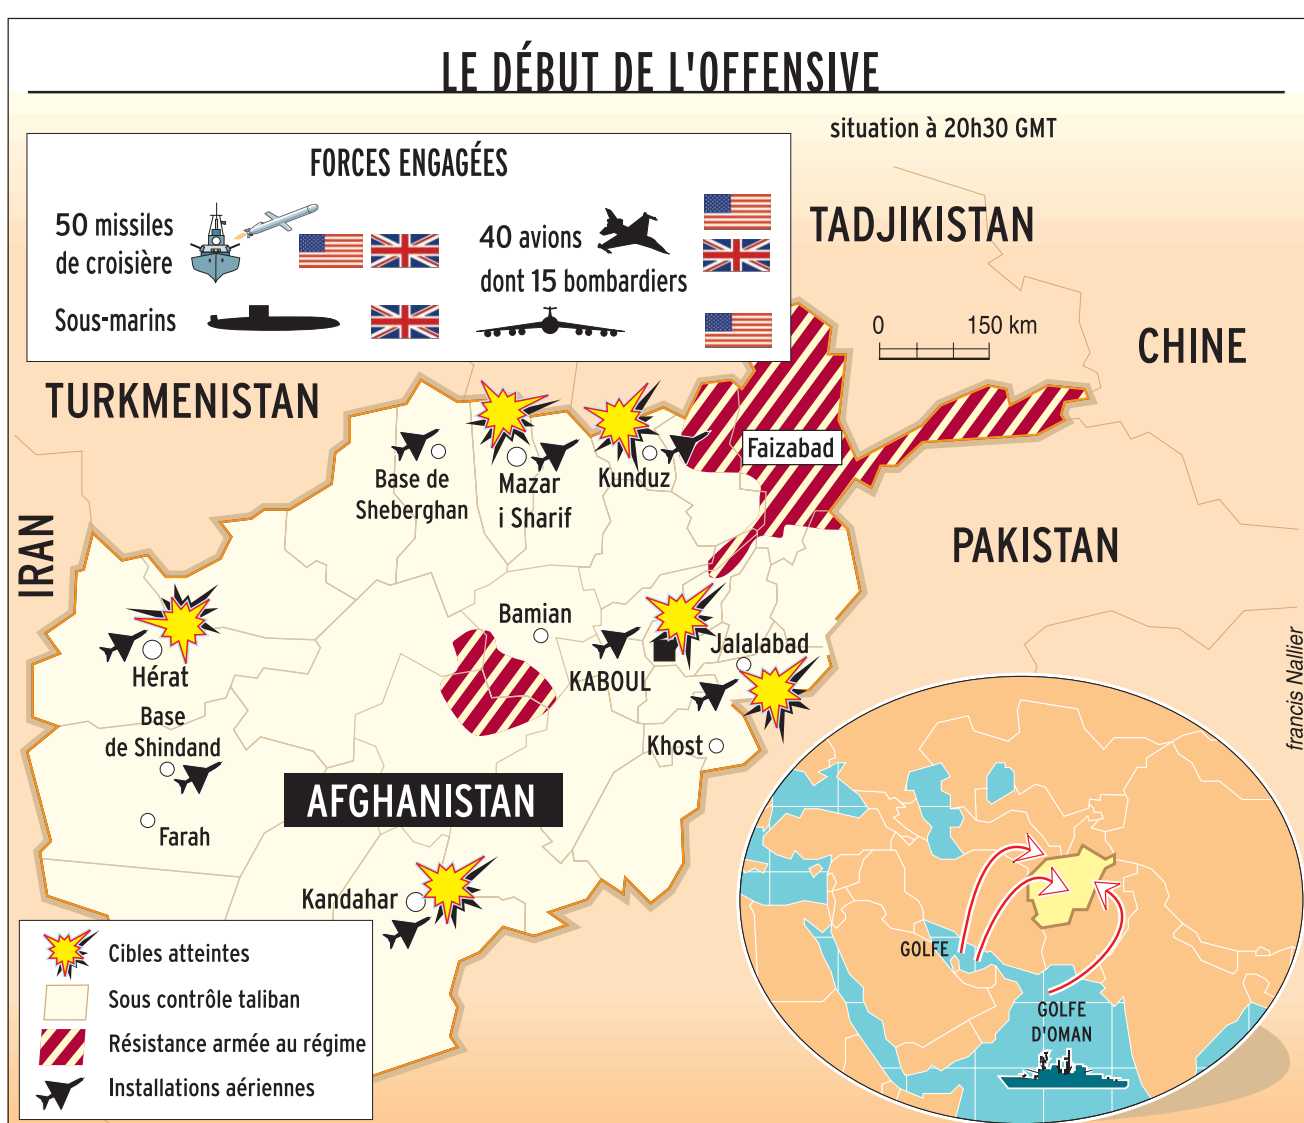 LE DÉBUT DE L'OFFENSIVE
situation à 20h30 GMT
FORCES ENGAGÉES
50 missiles
de croisière
40 avions
dont 15 bombardiers
Sous-marins
TADJIKISTAN
0 150 km
CHINE
TURKMENISTAN
Faizabad
Base de
Sheberghan
Mazar
i Sharif
Kunduz
IRAN
PAKISTAN
Bamian
Jalalabad
KABOUL
Hérat
Base
de Shindand
Khost
francis Nallier
AFGHANISTAN
Farah
Kandahar
Cibles atteintes
Sous contrôle taliban
Résistance armée au régime
Installations aériennes
GOLFE
GOLFE
D'OMAN